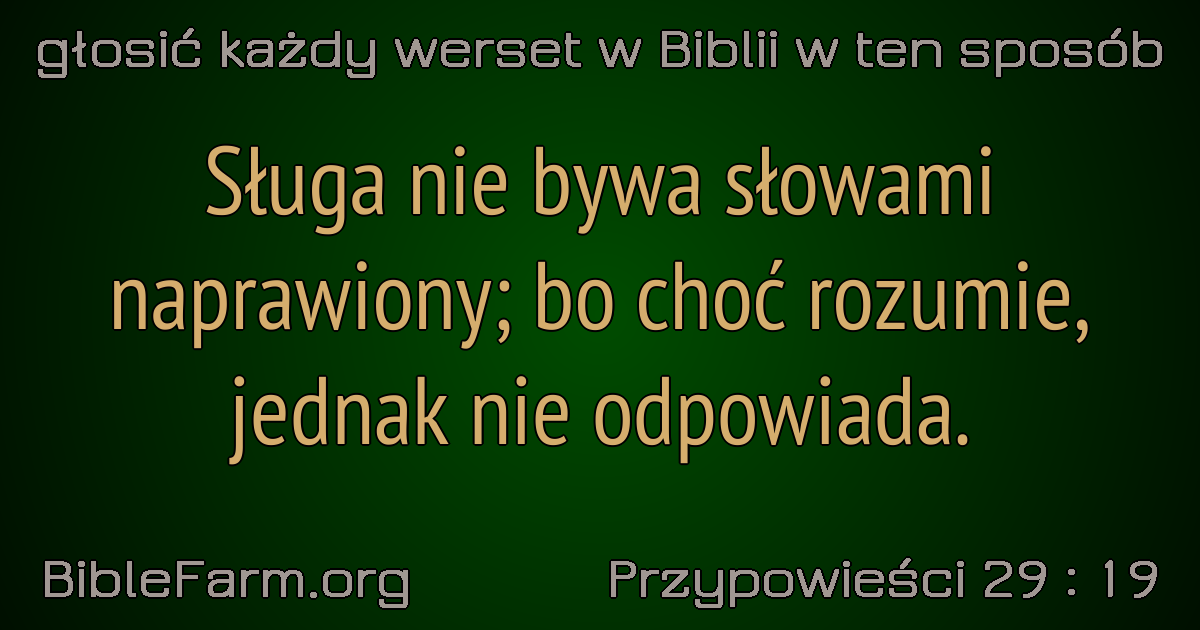 głosić każdy werset w Biblii w ten sposób
Sługa nie bywa słowami
naprawiony; bo choć rozumie,
jednak nie odpowiada.
BibleFarm.org
Przypowieści 29 : 19